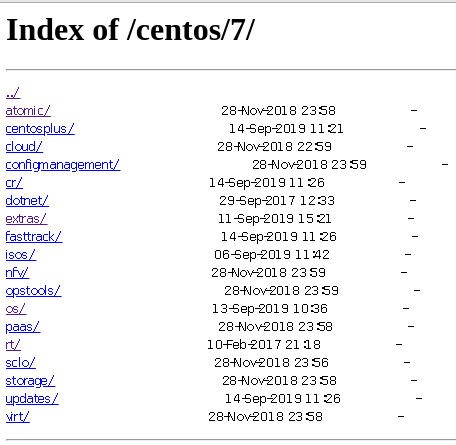 Index of /centos/7/
../
atomic/ 28-Nov-2018 23:58 -
centosplus/ 14-Sep-2019 11:21 -
cloud/ 28-Nov-2018 22:59 -
configmanagement/ 28-Nov-2018 23:59 -
cr/ 14-Sep-2019 11:26 -
dotnet/ 29-Sep-2017 12:33 -
extras/ 11-Sep-2019 15:21 -
fasttrack/ 14-Sep-2019 11:26 -
isos/ 06-Sep-2019 11:42 -
nfv/ 28-Nov-2018 23:59 -
opstools/ 28-Nov-2018 23:59 -
os/ 13-Sep-2019 10:36 -
paas/ 28-Nov-2018 23:58 -
rt/ 10-Feb-2017 21:18 -
sclo/ 28-Nov-2018 23:56 -
storage/ 28-Nov-2018 23:58 -
updates/ 14-Sep-2019 11:26 -
virt/ 28-Nov-2018 23:58 -